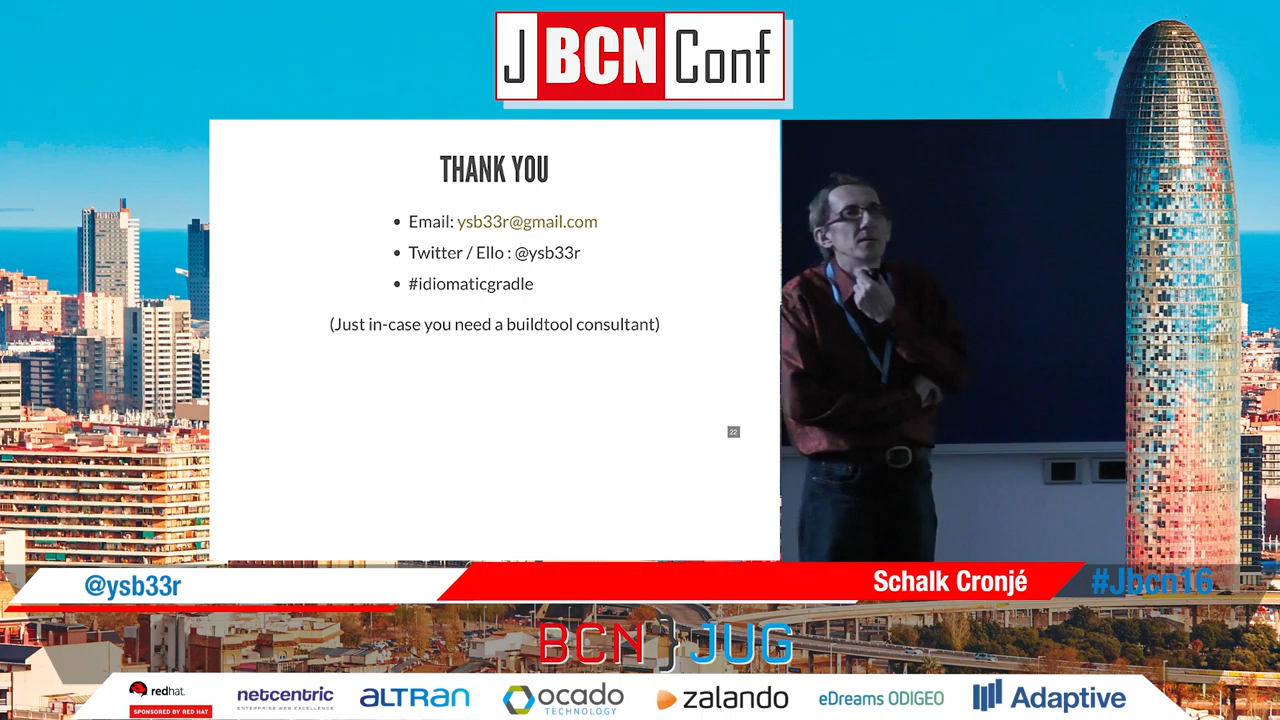 J BCN Conf
THANK YOU
• Email: ysb33r@gmail.com
• Twitter / Ello : @ysb33r
• #idiomaticgradle
(Just in-case you need a buildtool consultant)
22
@ysb33r
Schalk Cronjé
#Jbcn16
BCN JUG
redhat.
SPONSORED BY RED HAT
netcentric
ENTERPRISE WEB EXCELLENCE
ALTRAN
ocado
TECHNOLOGY
zalando
eDreams ODIGEO
Adaptive